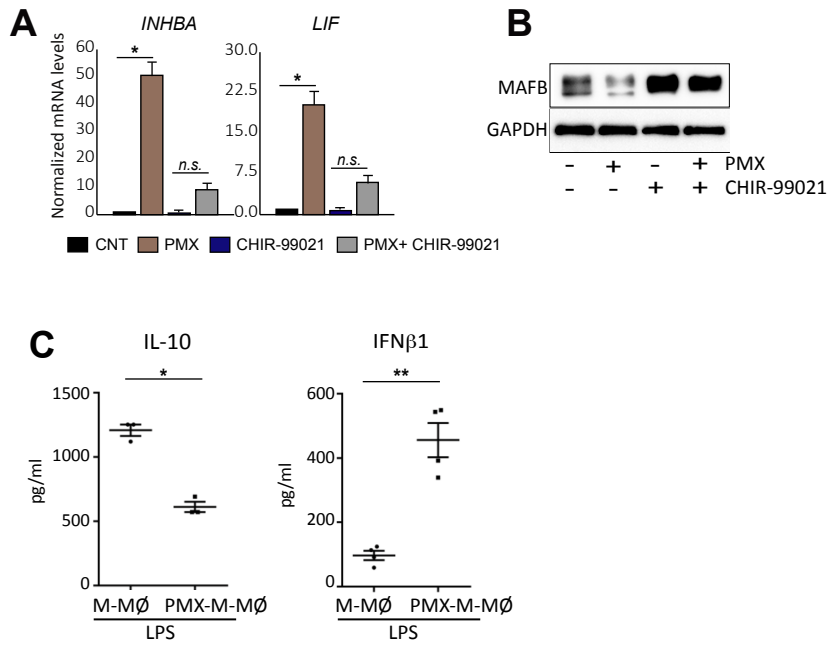 A
INHBA
LIF
Normalized mRNA levels
60
50
40
30
20
10
0
*
n.s.
30.0
22.5
15.0
7.5
0.0
*
n.s.
CNT PMX CHIR-99021 PMX+ CHIR-99021
B
MAFB
GAPDH
- + - + PMX
- - + + CHIR-99021
C
IL-10
*
pg/ml
1500
1000
500
0
M-MØ PMX-M-MØ
LPS
IFNβ1
**
pg/ml
600
400
200
0
M-MØ PMX-M-MØ
LPS